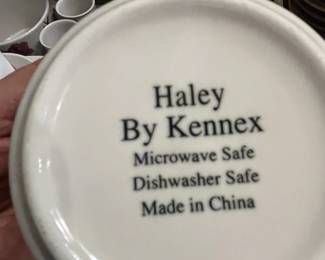 Haley
By Kennex
Microwave Safe
Dishwasher Safe
Made in China